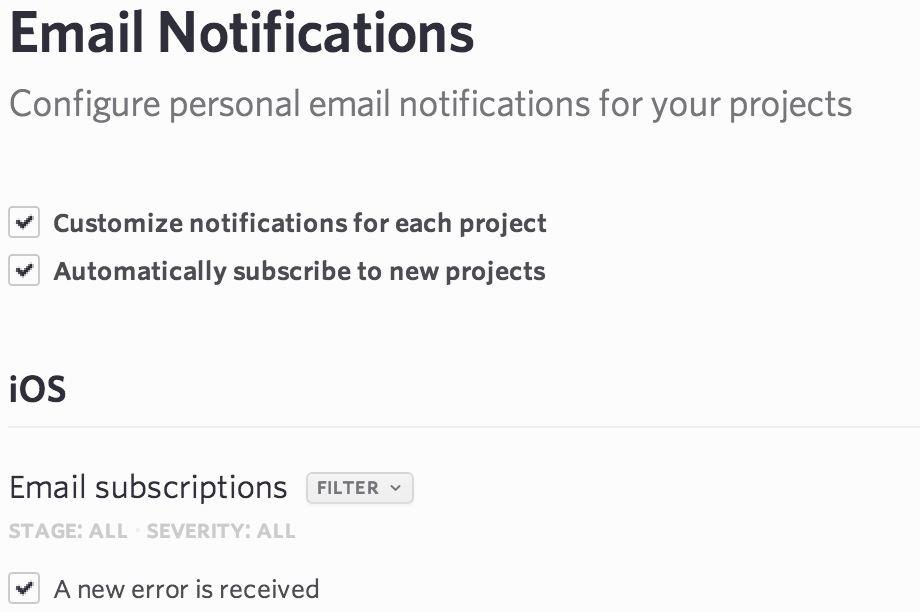 Email Notifications
Configure personal email notifications for your projects
Customize notifications for each project
Automatically subscribe to new projects
iOS
Email subscriptions FILTER
STAGE: ALL · SEVERITY: ALL
A new error is received